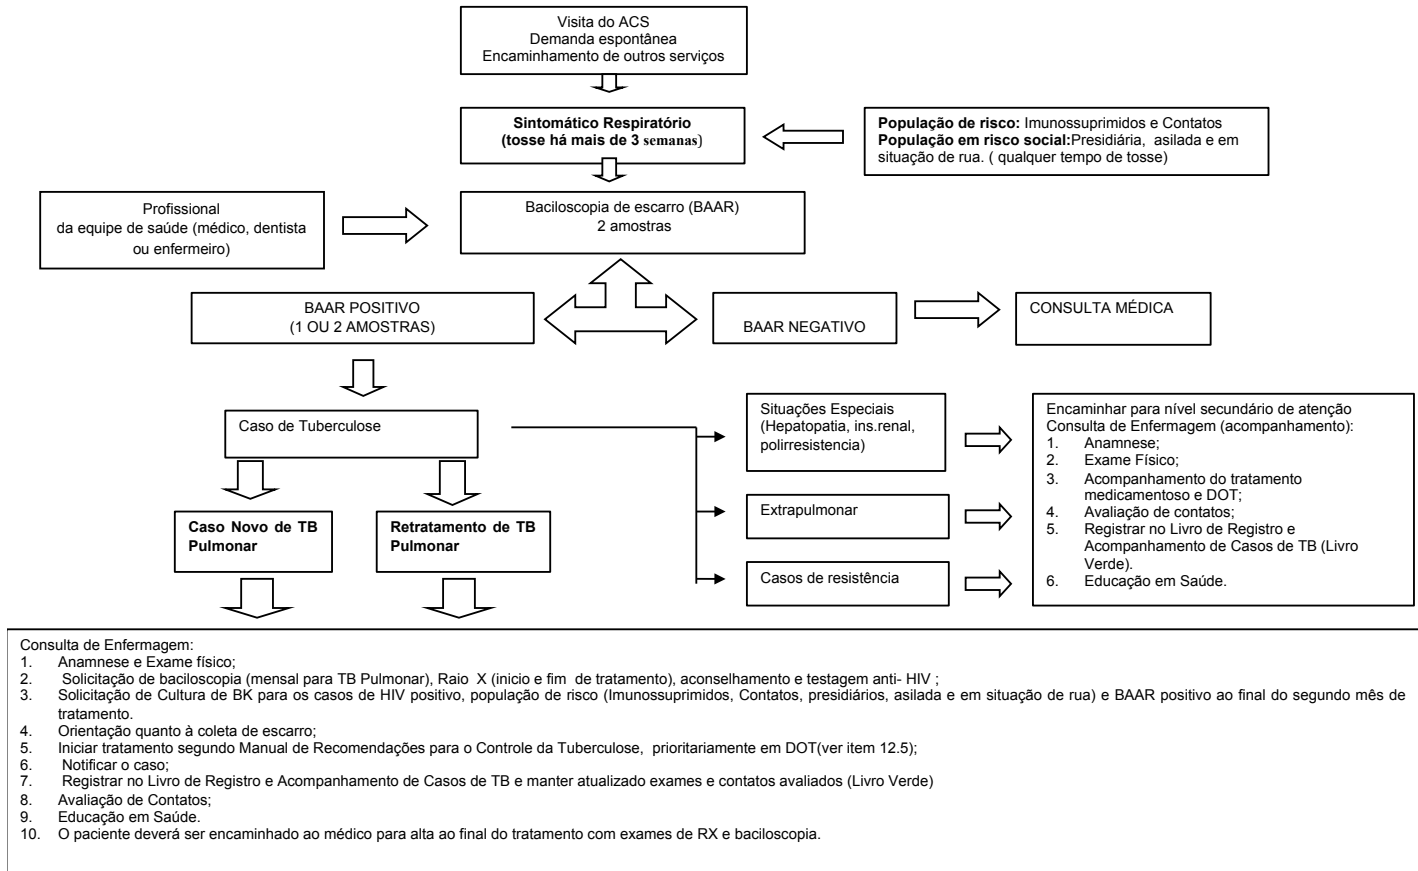 Visita do ACS
Demanda espontânea
Encaminhamento de outros serviços
Sintomático Respiratório
(tosse há mais de 3 semanas)
População de risco: Imunossuprimidos e Contatos
População em risco social:Presidiária, asilada e em
situação de rua. ( qualquer tempo de tosse)
Profissional
da equipe de saúde (médico, dentista
ou enfermeiro)
Baciloscopia de escarro (BAAR)
2 amostras
BAAR POSITIVO
(1 OU 2 AMOSTRAS)
BAAR NEGATIVO
CONSULTA MÉDICA
Caso de Tuberculose
Situações Especiais
(Hepatopatia, ins.renal,
polirresistencia)
Extrapulmonar
Casos de resistência
Encaminhar para nível secundário de atenção
Consulta de Enfermagem (acompanhamento):
1. Anamnese;
2. Exame Físico;
3. Acompanhamento do tratamento
medicamentoso e DOT;
4. Avaliação de contatos;
5. Registrar no Livro de Registro e
Acompanhamento de Casos de TB (Livro
Verde).
6. Educação em Saúde.
Caso Novo de TB
Pulmonar
Retratamento de TB
Pulmonar
Consulta de Enfermagem:
1. Anamnese e Exame físico;
2. Solicitação de baciloscopia (mensal para TB Pulmonar), Raio X (inicio e fim de tratamento), aconselhamento e testagem anti- HIV ;
3. Solicitação de Cultura de BK para os casos de HIV positivo, população de risco (Imunossuprimidos, Contatos, presidiários, asilada e em situação de rua) e BAAR positivo ao final do segundo mês de
tratamento.
4. Orientação quanto à coleta de escarro;
5. Iniciar tratamento segundo Manual de Recomendações para o Controle da Tuberculose, prioritariamente em DOT(ver item 12.5);
6. Notificar o caso;
7. Registrar no Livro de Registro e Acompanhamento de Casos de TB e manter atualizado exames e contatos avaliados (Livro Verde)
8. Avaliação de Contatos;
9. Educação em Saúde.
10. O paciente deverá ser encaminhado ao médico para alta ao final do tratamento com exames de RX e baciloscopia.